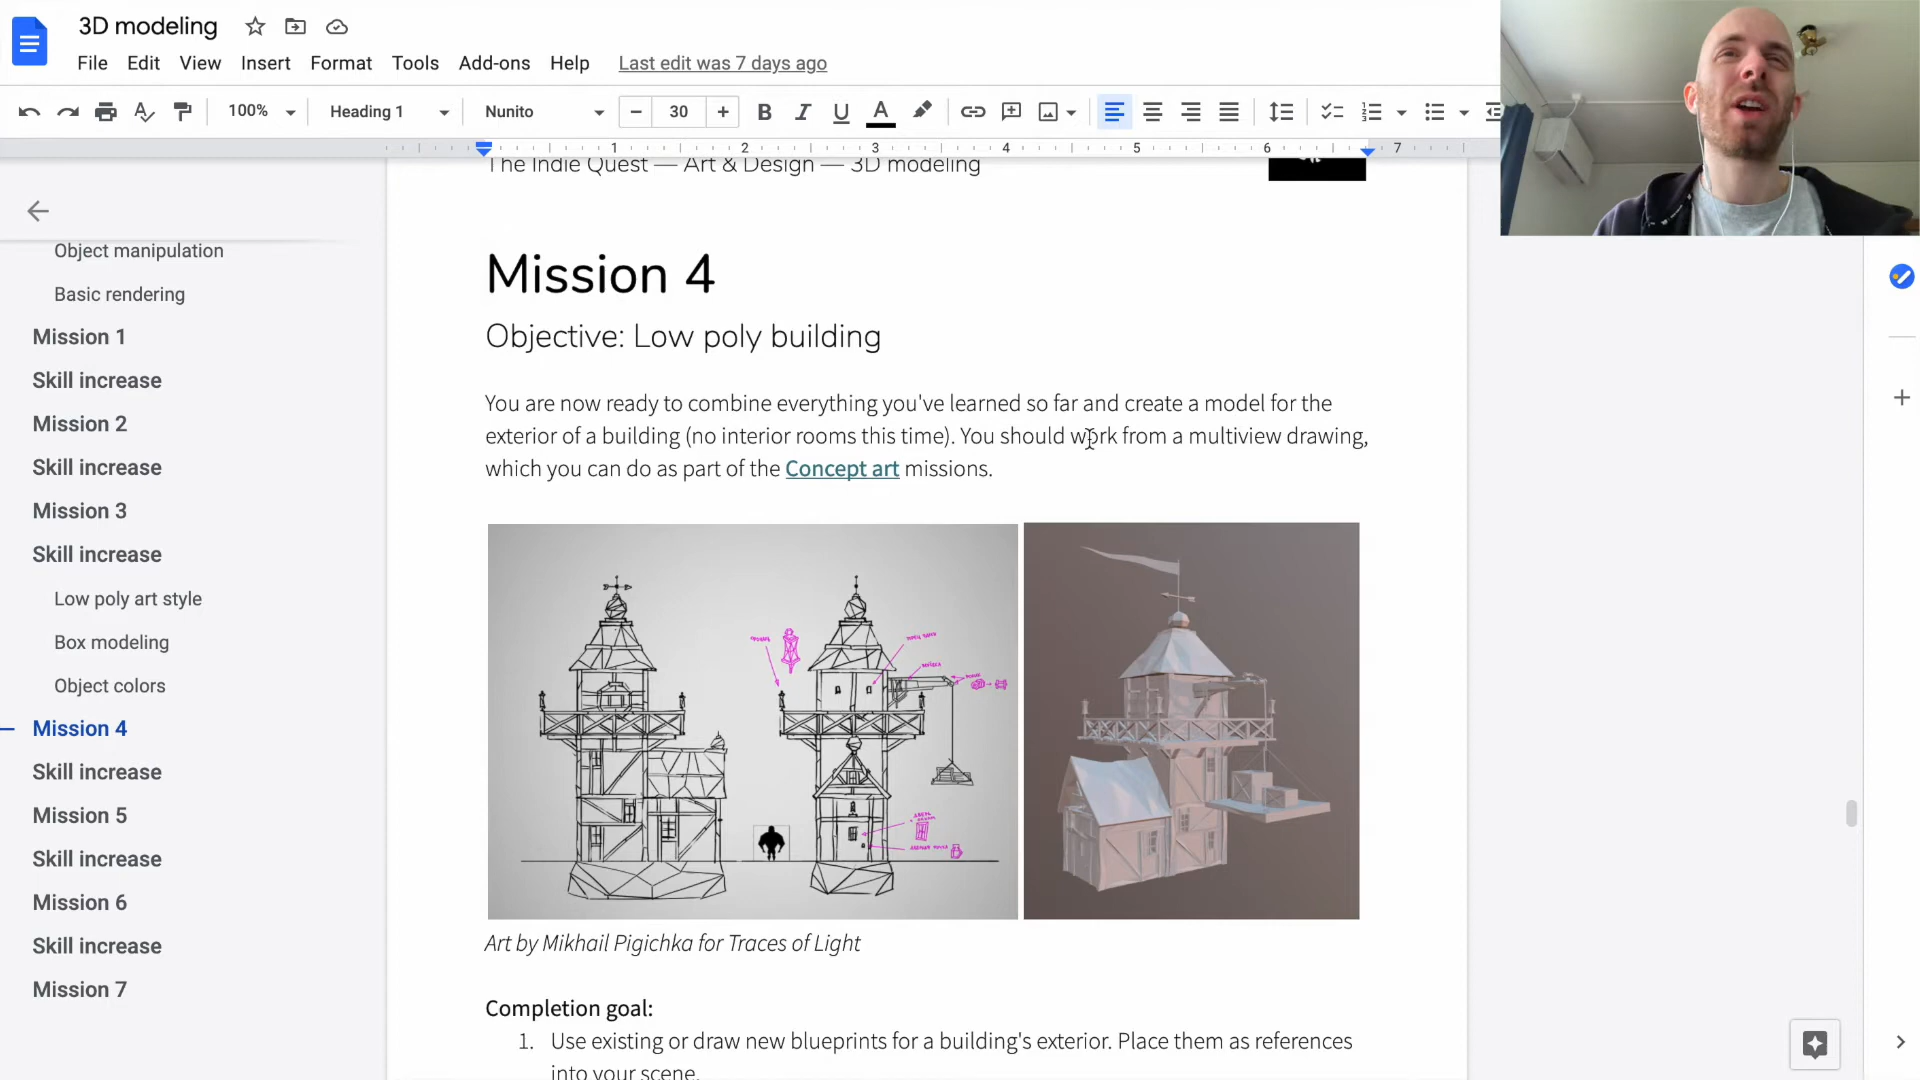 3D modeling
File Edit View Insert Format Tools Add-ons Help Last edit was 7 days ago
100% Heading 1 Nunito 30 B I U A
1 2 3 4 5 6 7
The Indie Quest — Art & Design — 3D modeling
Object manipulation
Basic rendering
Mission 1
Skill increase
Mission 2
Skill increase
Mission 3
Skill increase
Low poly art style
Box modeling
Object colors
Mission 4
Skill increase
Mission 5
Skill increase
Mission 6
Skill increase
Mission 7
Mission 4
Objective: Low poly building
You are now ready to combine everything you've learned so far and create a model for the
exterior of a building (no interior rooms this time). You should work from a multiview drawing,
which you can do as part of the Concept art missions.
Art by Mikhail Pigichka for Traces of Light
Completion goal:
1. Use existing or draw new blueprints for a building's exterior. Place them as references
into your scene.